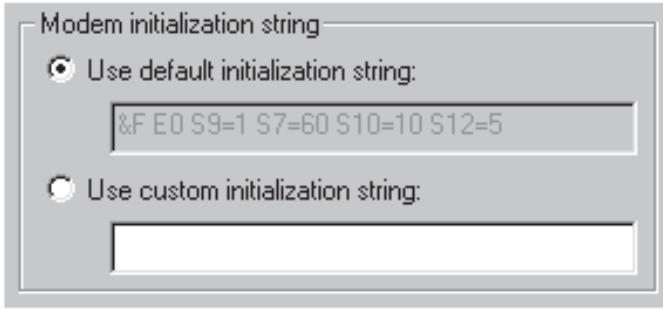 Modem initialization string
Use default initialization string:
&F E0 S9=1 S7=60 S10=10 S12=5
Use custom initialization string: